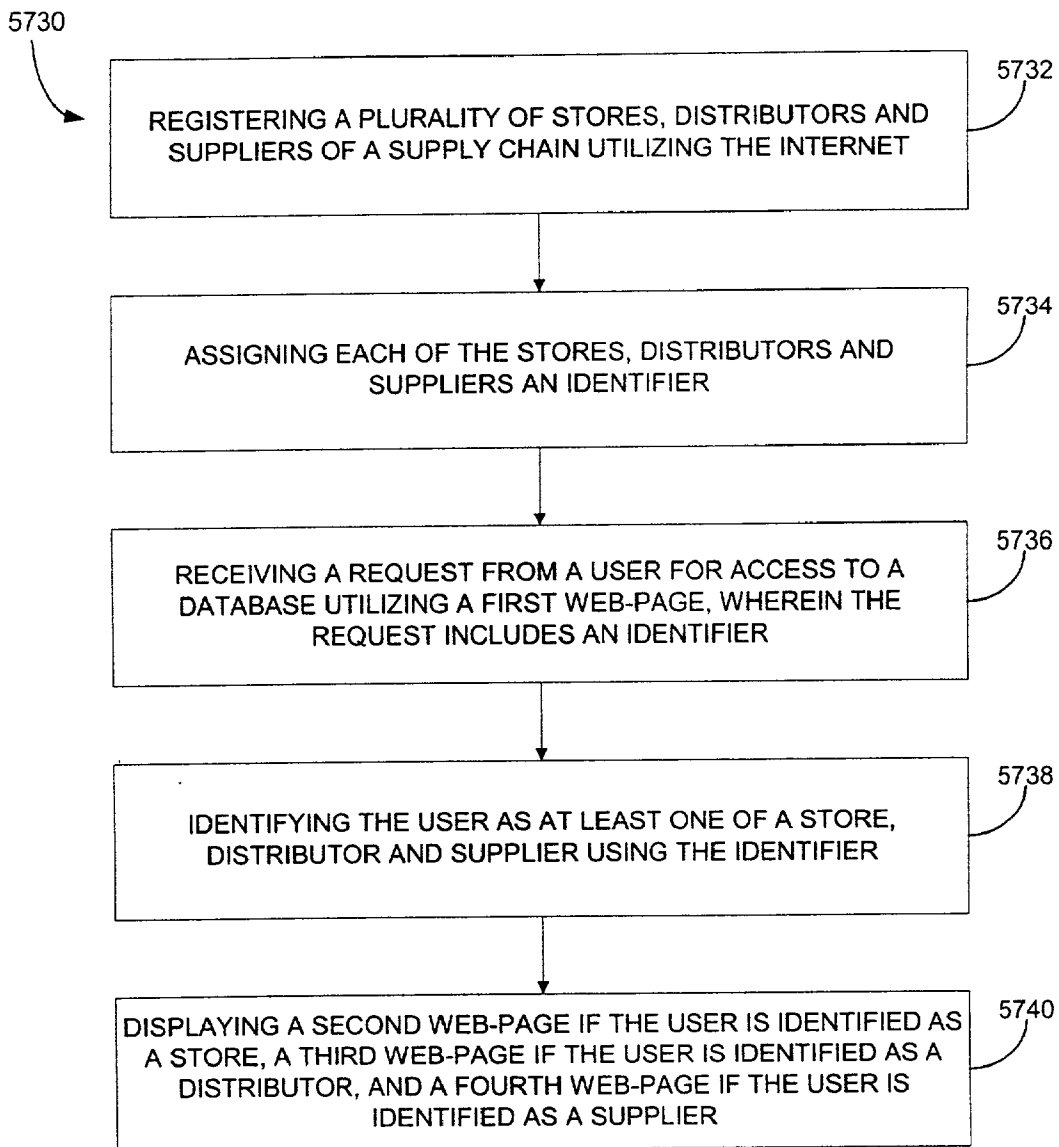 5730
5732
REGISTERING A PLURALITY OF STORES, DISTRIBUTORS AND
SUPPLIERS OF A SUPPLY CHAIN UTILIZING THE INTERNET
5734
ASSIGNING EACH OF THE STORES, DISTRIBUTORS AND
SUPPLIERS AN IDENTIFIER
5736
RECEIVING A REQUEST FROM A USER FOR ACCESS TO A
DATABASE UTILIZING A FIRST WEB-PAGE, WHEREIN THE
REQUEST INCLUDES AN IDENTIFIER
5738
IDENTIFYING THE USER AS AT LEAST ONE OF A STORE,
DISTRIBUTOR AND SUPPLIER USING THE IDENTIFIER
5740
DISPLAYING A SECOND WEB-PAGE IF THE USER IS IDENTIFIED AS
A STORE, A THIRD WEB-PAGE IF THE USER IS IDENTIFIED AS A
DISTRIBUTOR, AND A FOURTH WEB-PAGE IF THE USER IS
IDENTIFIED AS A SUPPLIER